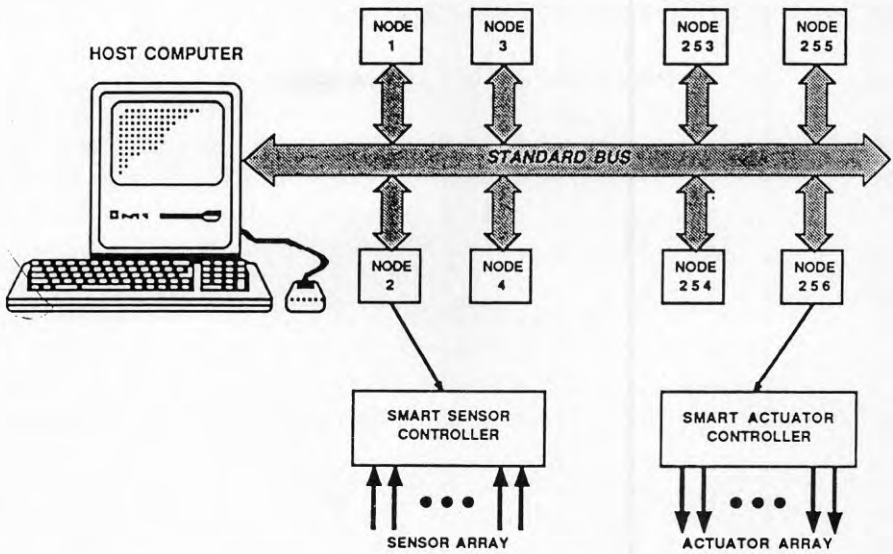 NODE
1
NODE
3
NODE
253
NODE
255
HOST COMPUTER
STANDARD BUS
NODE
2
NODE
4
NODE
254
NODE
256
SMART SENSOR
CONTROLLER
SMART ACTUATOR
CONTROLLER
SENSOR ARRAY
ACTUATOR ARRAY